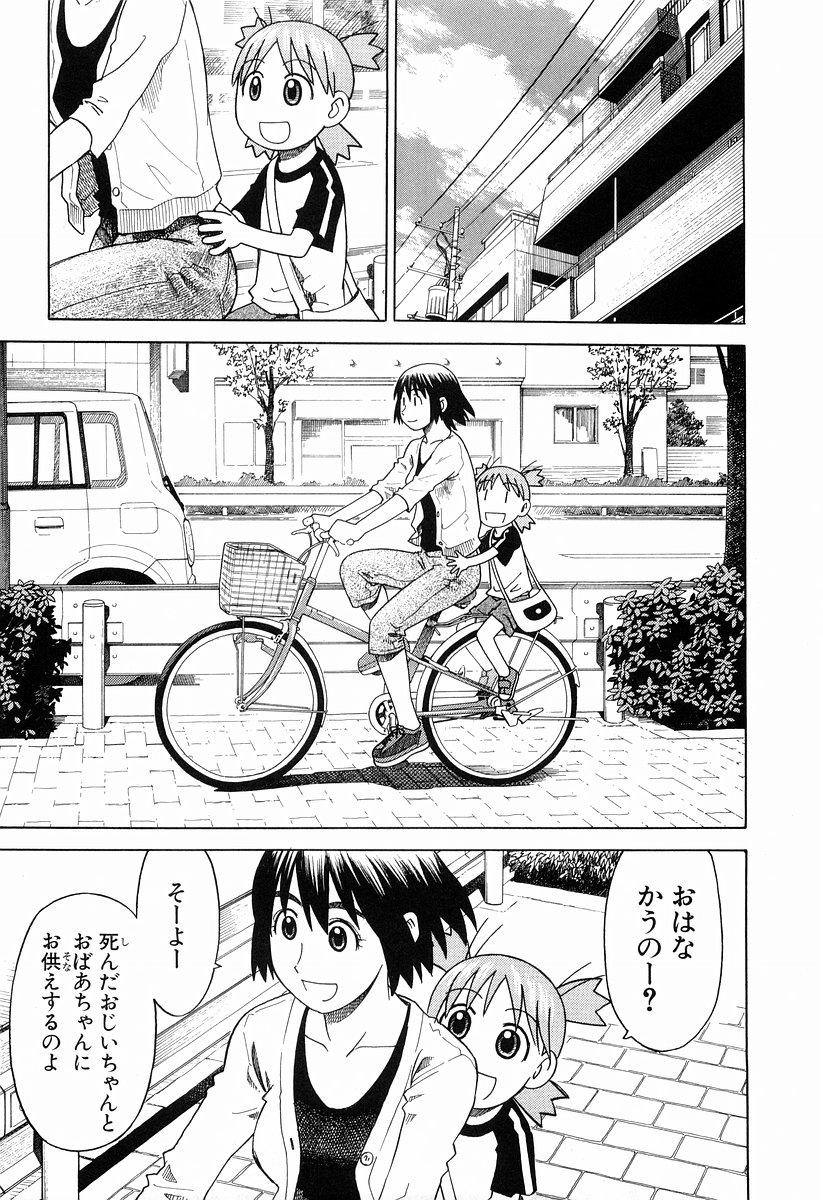 おはな
かうのー？
そーよー
死んだおじいちゃんと
おばあちゃんに
お供えするのよ